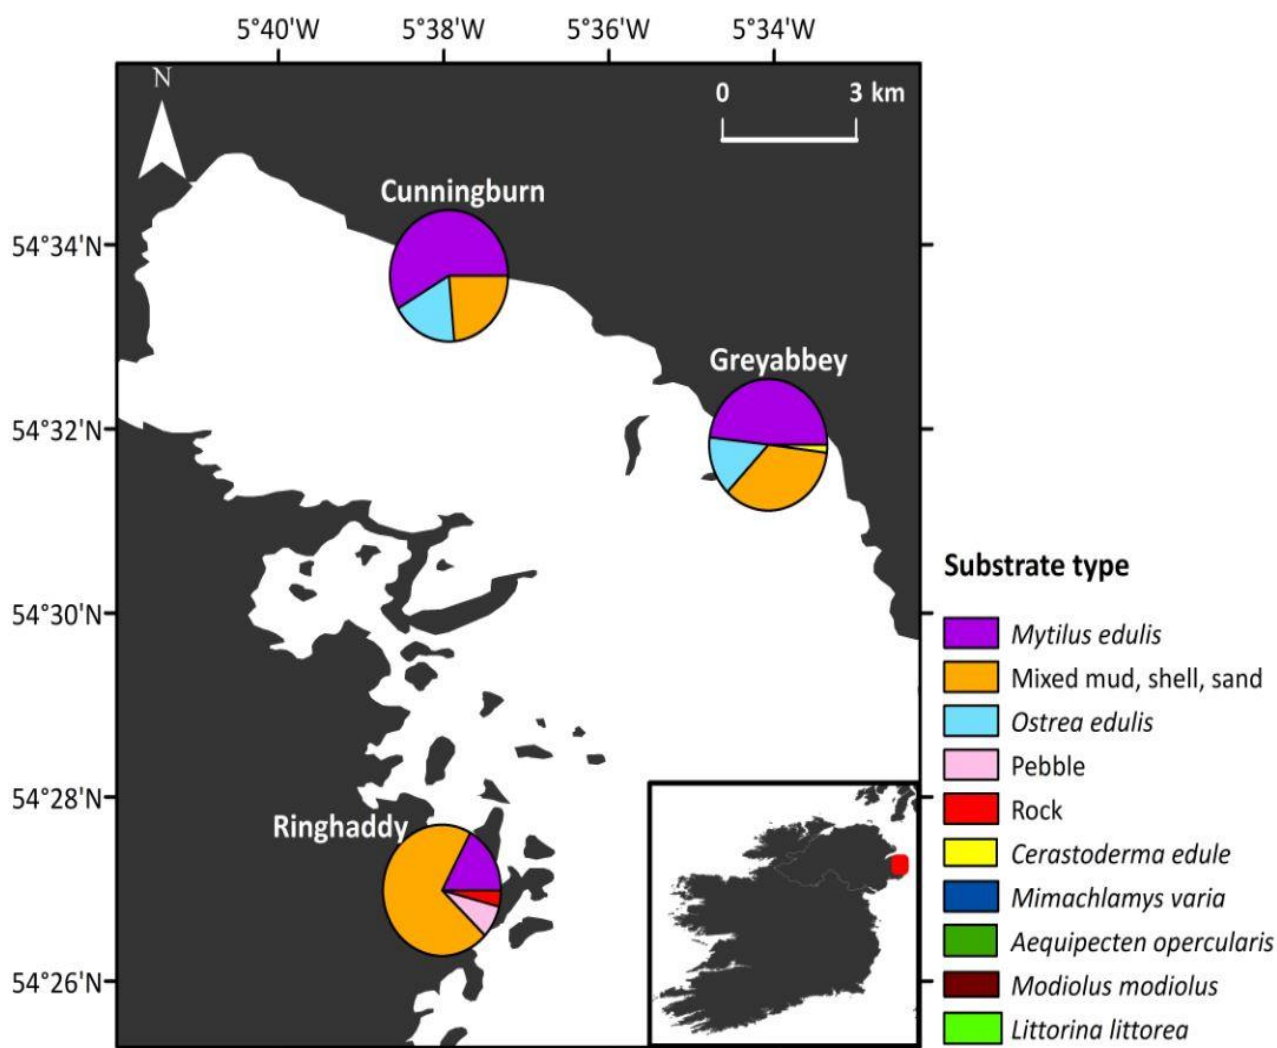 5°40'W 5°38'W 5°36'W 5°34'W
N
0 3 km
Cunningburn
54°34'N
Greyabbey
54°32'N
Substrate type
54°30'N
Mytilus edulis
Mixed mud, shell, sand
Ostrea edulis
Pebble
54°28'N
Rock
Ringhaddy
Cerastoderma edule
Mimachlamys varia
Aequipecten opercularis
54°26'N
Modiolus modiolus
Littorina littorea